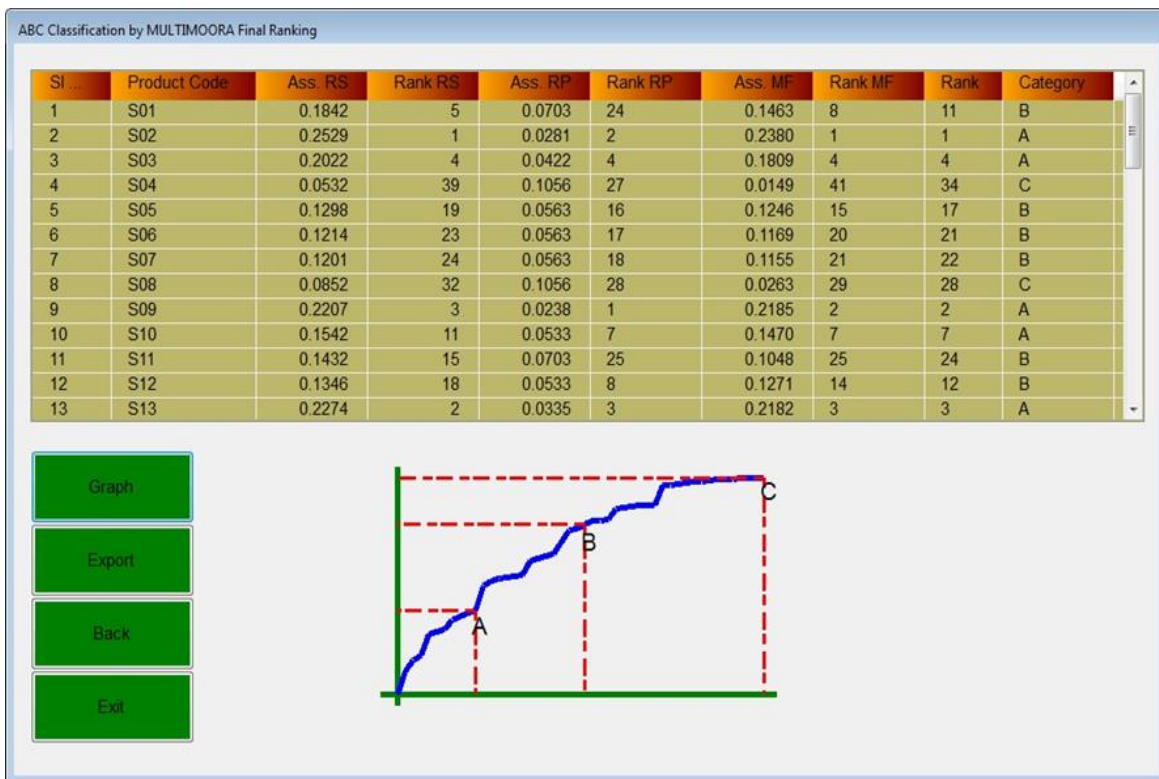 ABC Classification by MULTIMOORA Final Ranking
Sl ... Product Code Ass. RS Rank RS Ass. RP Rank RP Ass. MF Rank MF Rank Category
1 S01 0.1842 5 0.0703 24 0.1463 8 11 B
2 S02 0.2529 1 0.0281 2 0.2380 1 1 A
3 S03 0.2022 4 0.0422 4 0.1809 4 4 A
4 S04 0.0532 39 0.1056 27 0.0149 41 34 C
5 S05 0.1298 19 0.0563 16 0.1246 15 17 B
6 S06 0.1214 23 0.0563 17 0.1169 20 21 B
7 S07 0.1201 24 0.0563 18 0.1155 21 22 B
8 S08 0.0852 32 0.1056 28 0.0263 29 28 C
9 S09 0.2207 3 0.0238 1 0.2185 2 2 A
10 S10 0.1542 11 0.0533 7 0.1470 7 7 A
11 S11 0.1432 15 0.0703 25 0.1048 25 24 B
12 S12 0.1346 18 0.0533 8 0.1271 14 12 B
13 S13 0.2274 2 0.0335 3 0.2182 3 3 A
Graph
Export
Back
Exit
C
B
A